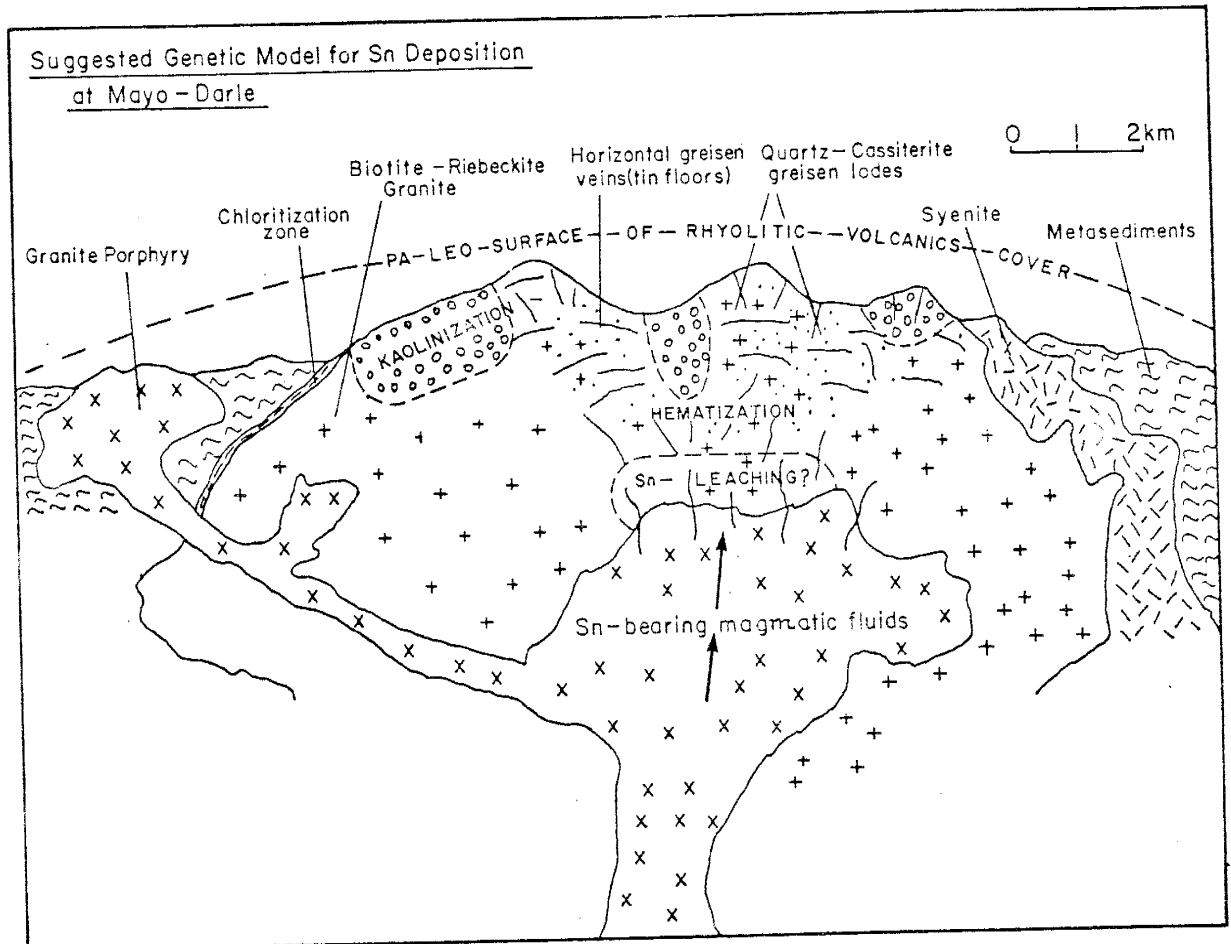 Suggested Genetic Model for Sn Deposition
at Mayo-Darle
0 1 2km
Biotite-Riebeckite
Granite
Horizontal greisen
veins(tin floors)
Quartz-Cassiterite
greisen lodes
Chloritization
zone
Syenite
Granite Porphyry
Metasediments
PA-LEO-SURFACE-OF-RHYOLITIC-VOLCANICS-COVER
KAOLINIZATION
HEMATIZATION
Sn- LEACHING?
Sn-bearing magmatic fluids